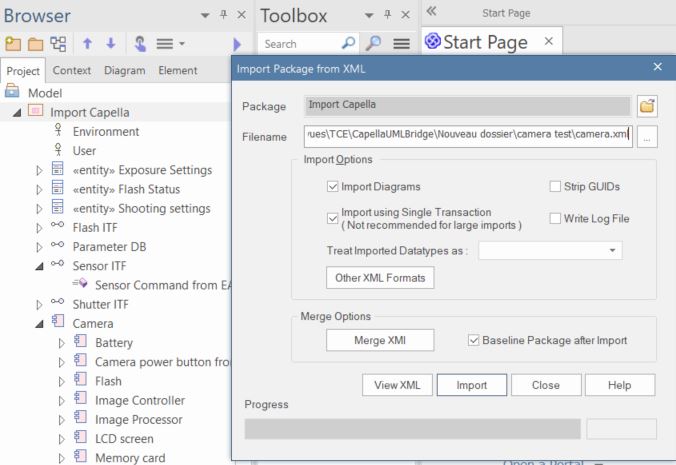 Browser
Toolbox
Start Page
Search
Start Page
Project Context Diagram Element
Import Package from XML
Model
Import Capella
Environment
User
«entity» Exposure Settings
«entity» Flash Status
«entity» Shooting settings
Flash ITF
Parameter DB
Sensor ITF
Sensor Command from EA
Shutter ITF
Camera
Battery
Camera power button fro
Flash
Image Controller
Image Processor
LCD screen
Memory card
Package
Import Capella
Filename
ues\TCE\CapellaUMLBridge\Nouveau dossier\camera test\camera.xml
...
Import Options
Import Diagrams
Strip GUIDs
Import using Single Transaction
( Not recommended for large imports )
Write Log File
Treat Imported Datatypes as :
Other XML Formats
Merge Options
Merge XMI
Baseline Package after Import
View XML
Import
Close
Help
Progress
Open a Portal